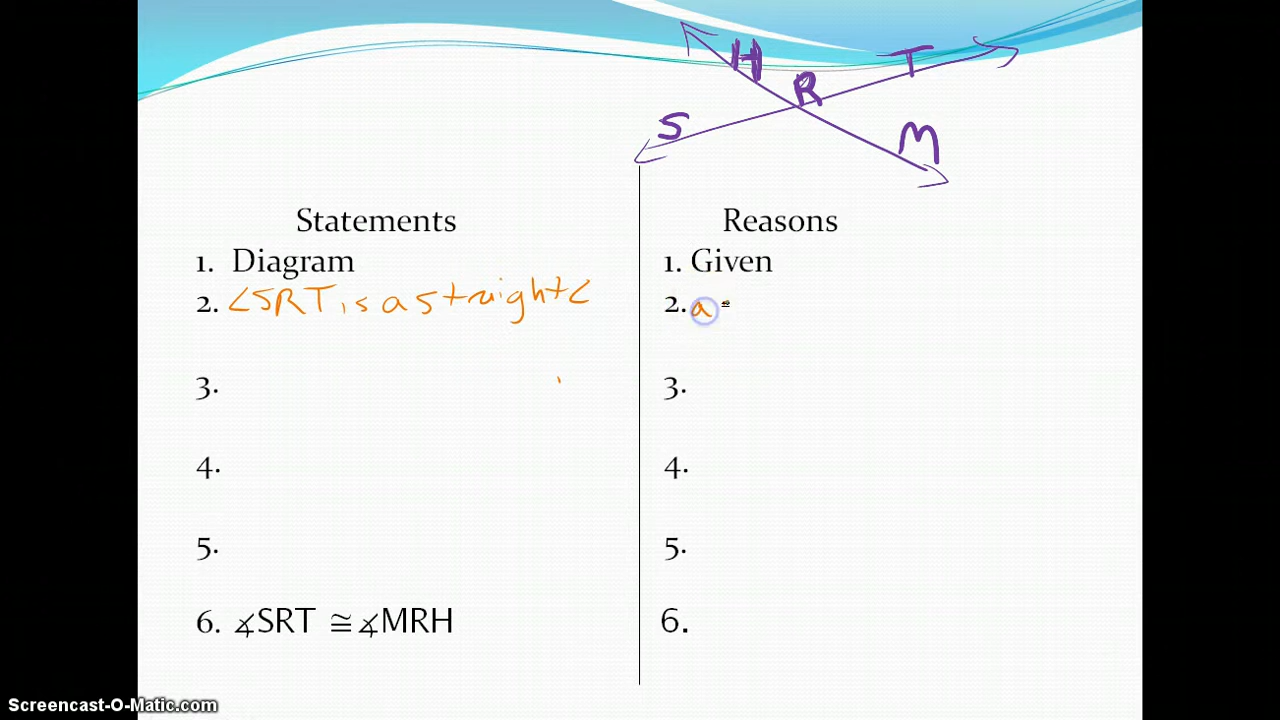 H
R
T
S
M
Statements
Reasons
1. Diagram
1. Given
2. <SRT is a straight<
2. a
3.
3.
4.
4.
5.
5.
6. ∡SRT ≅∡MRH
6.
Screencast-O-Matic.com